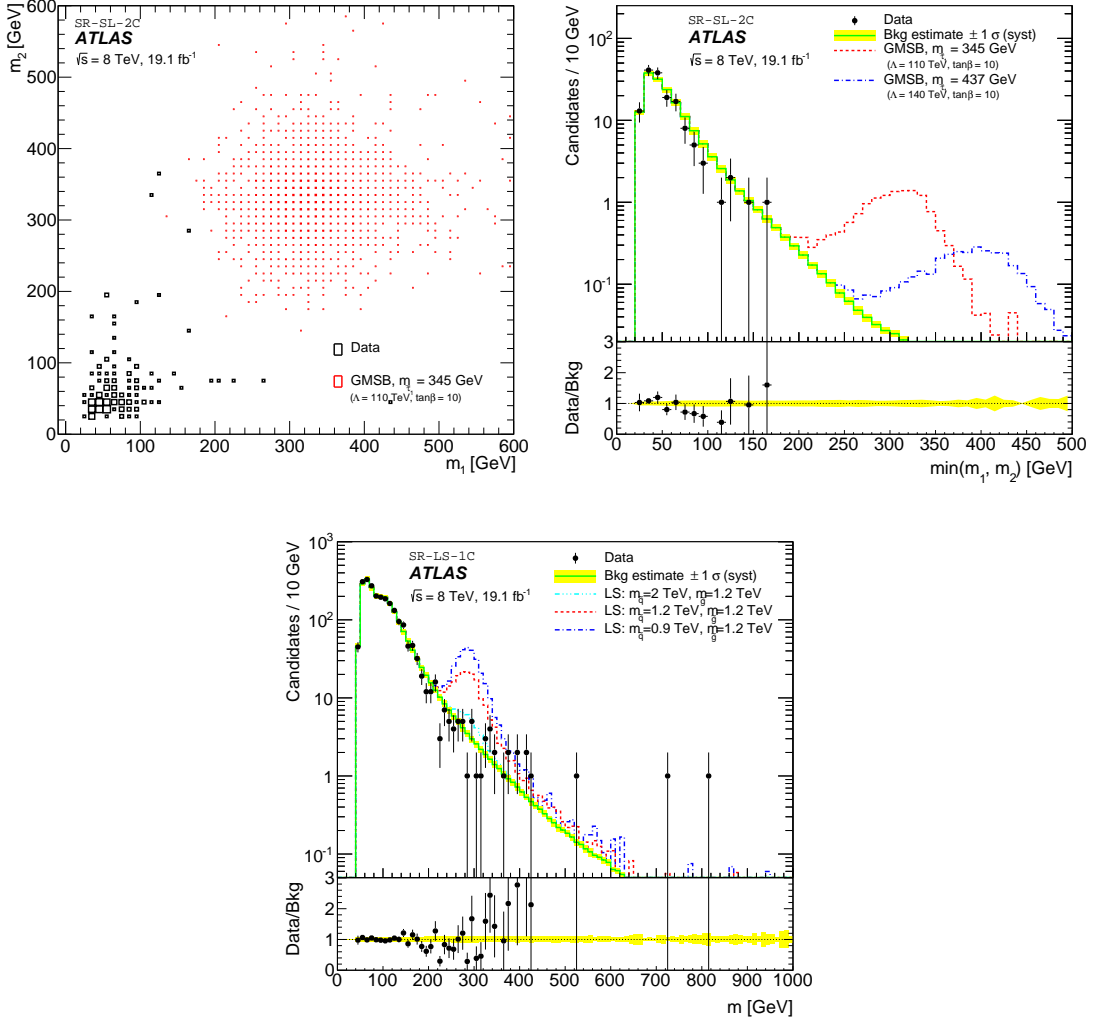 SR-SL-2C
ATLAS
√s = 8 TeV, 19.1 fb⁻¹
m₂ [GeV]
600
500
400
300
200
100
0
Data
GMSB, m = 345 GeV
(Λ = 110 TeV, tanβ = 10)
0 100 200 300 400 500 600
m₁ [GeV]
SR-SL-2C
ATLAS
√s = 8 TeV, 19.1 fb⁻¹
Data
Bkg estimate ± 1 σ (syst)
GMSB, m = 345 GeV
(Λ = 110 TeV, tanβ = 10)
GMSB, m = 437 GeV
(Λ = 140 TeV, tanβ = 10)
Candidates / 10 GeV
10²
10
1
10⁻¹
Data/Bkg
3
2
1
0
0 50 100 150 200 250 300 350 400 450 500
min(m₁, m₂) [GeV]
SR-LS-1C
ATLAS
√s = 8 TeV, 19.1 fb⁻¹
Data
Bkg estimate ± 1 σ (syst)
LS: m_q=2 TeV, m_g=1.2 TeV
LS: m_q=1.2 TeV, m_g=1.2 TeV
LS: m_q=0.9 TeV, m_g=1.2 TeV
Candidates / 10 GeV
10³
10²
10
1
10⁻¹
Data/Bkg
3
2
1
0
0 100 200 300 400 500 600 700 800 900 1000
m [GeV]